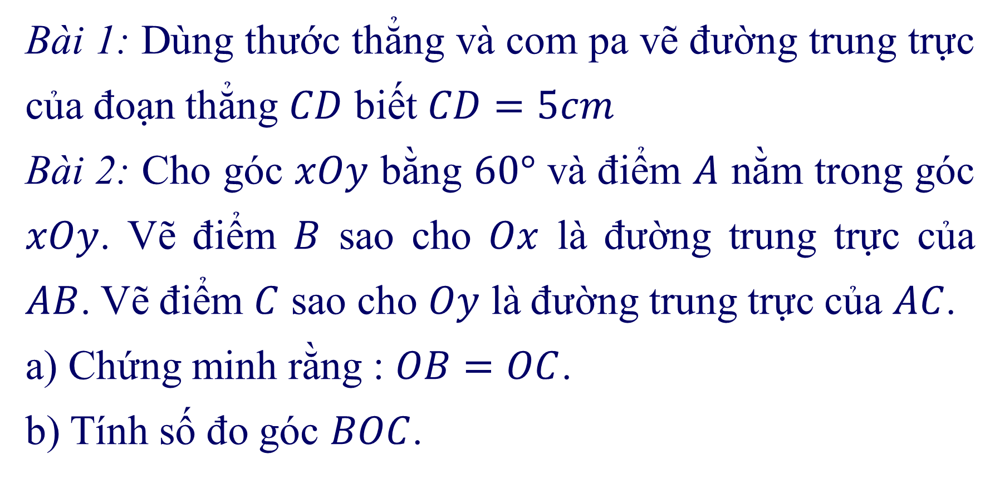 Bài 1: Dùng thước thẳng và com pa vẽ đường trung trực
của đoạn thẳng CD biết CD = 5cm
Bài 2: Cho góc xOy bằng 60° và điểm A nằm trong góc
xOy. Vẽ điểm B sao cho Ox là đường trung trực của
AB. Vẽ điểm C sao cho Oy là đường trung trực của AC.
a) Chứng minh rằng : OB = OC.
b) Tính số đo góc BOC.